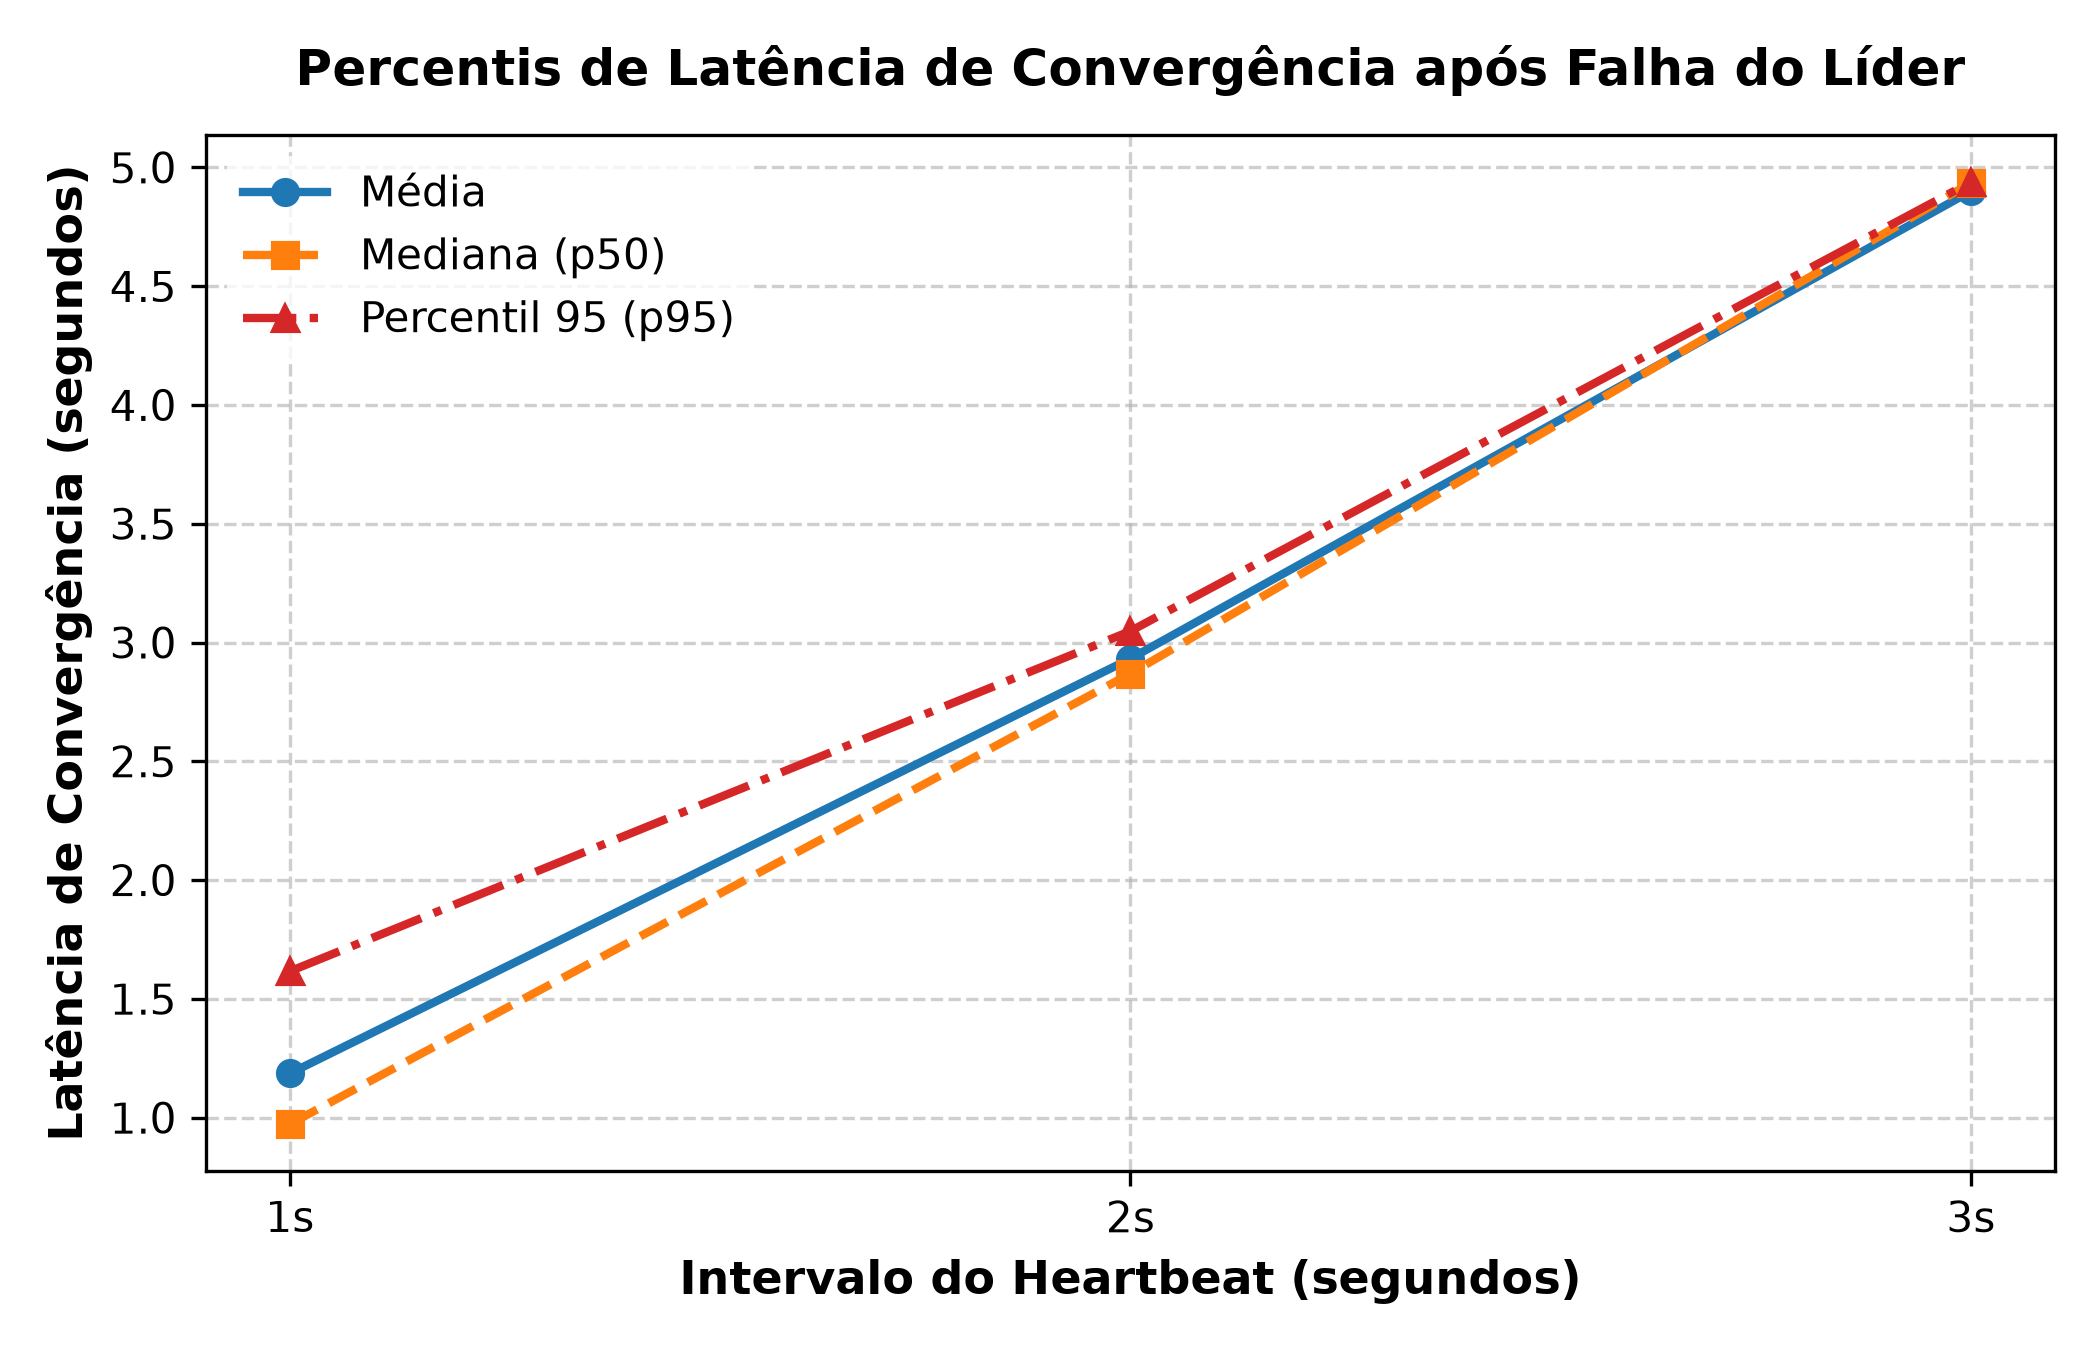 Percentis de Latência de Convergência após Falha do Líder
Latência de Convergência (segundos)
5.0
4.5
4.0
3.5
3.0
2.5
2.0
1.5
1.0
Média
Mediana (p50)
Percentil 95 (p95)
1s
2s
3s
Intervalo do Heartbeat (segundos)